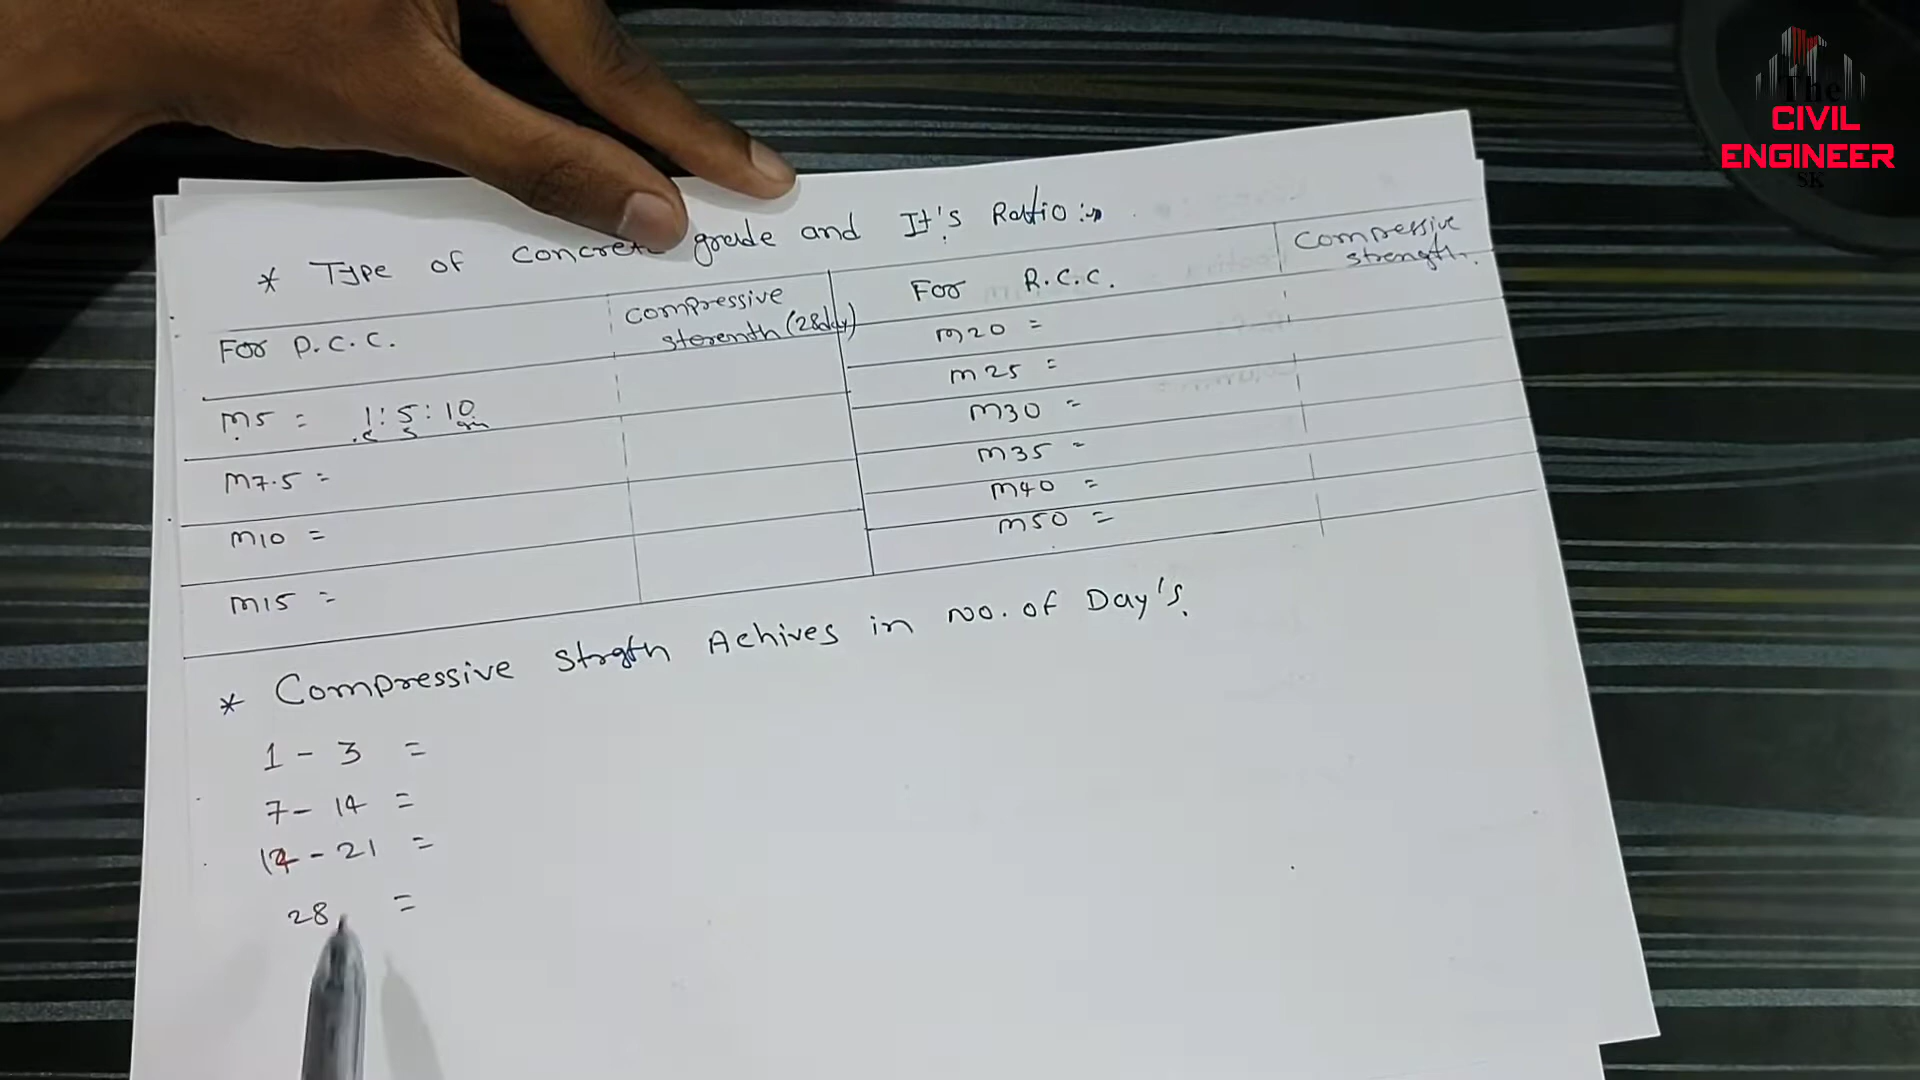 The
CIVIL
ENGINEER
SK
* Type of concrete grade and It's Ratio:
For P.C.C.
compressive
sterenth (28day)
For R.C.C.
Compressive
strength.
M5 = 1:5:10
c s
M7.5 =
M10 =
M15 =
M20 =
M25 =
M30 =
M35 =
M40 =
M50 =
* Compressive Strgth Achives in No. of Day's.
1 - 3 =
7 - 14 =
14 - 21 =
28 =